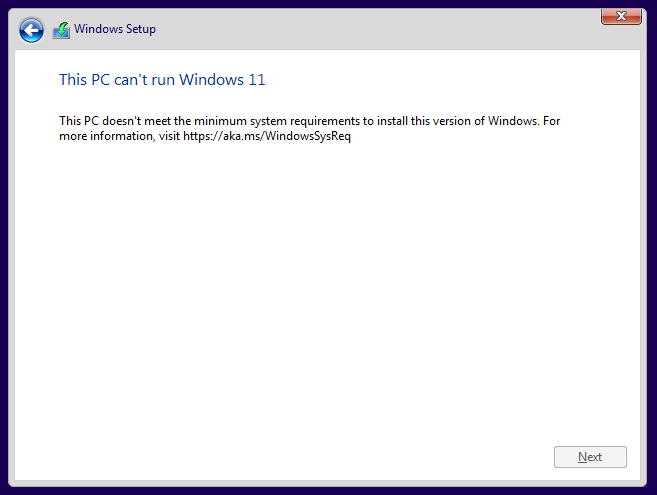 Windows Setup
This PC can't run Windows 11
This PC doesn't meet the minimum system requirements to install this version of Windows. For
more information, visit https://aka.ms/WindowsSysReq
Next